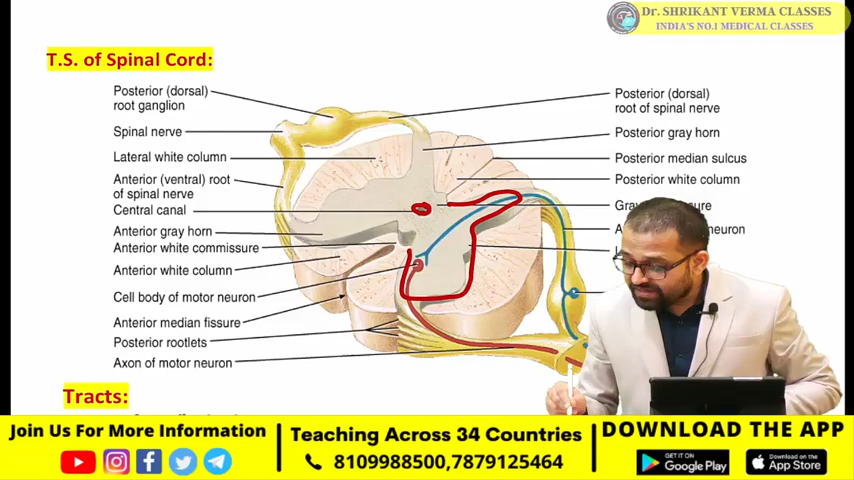 Dr. SHRIKANT VERMA CLASSES
INDIA'S NO.1 MEDICAL CLASSES
T.S. of Spinal Cord:
Posterior (dorsal)
root ganglion
Spinal nerve
Lateral white column
Anterior (ventral) root
of spinal nerve
Central canal
Anterior gray horn
Anterior white commissure
Anterior white column
Cell body of motor neuron
Anterior median fissure
Posterior rootlets
Axon of motor neuron
Posterior (dorsal)
root of spinal nerve
Posterior gray horn
Posterior median sulcus
Posterior white column
Tracts:
Join Us For More Information
Teaching Across 34 Countries
8109988500,7879125464
DOWNLOAD THE APP
GET IT ON
Google Play
Download on the
App Store